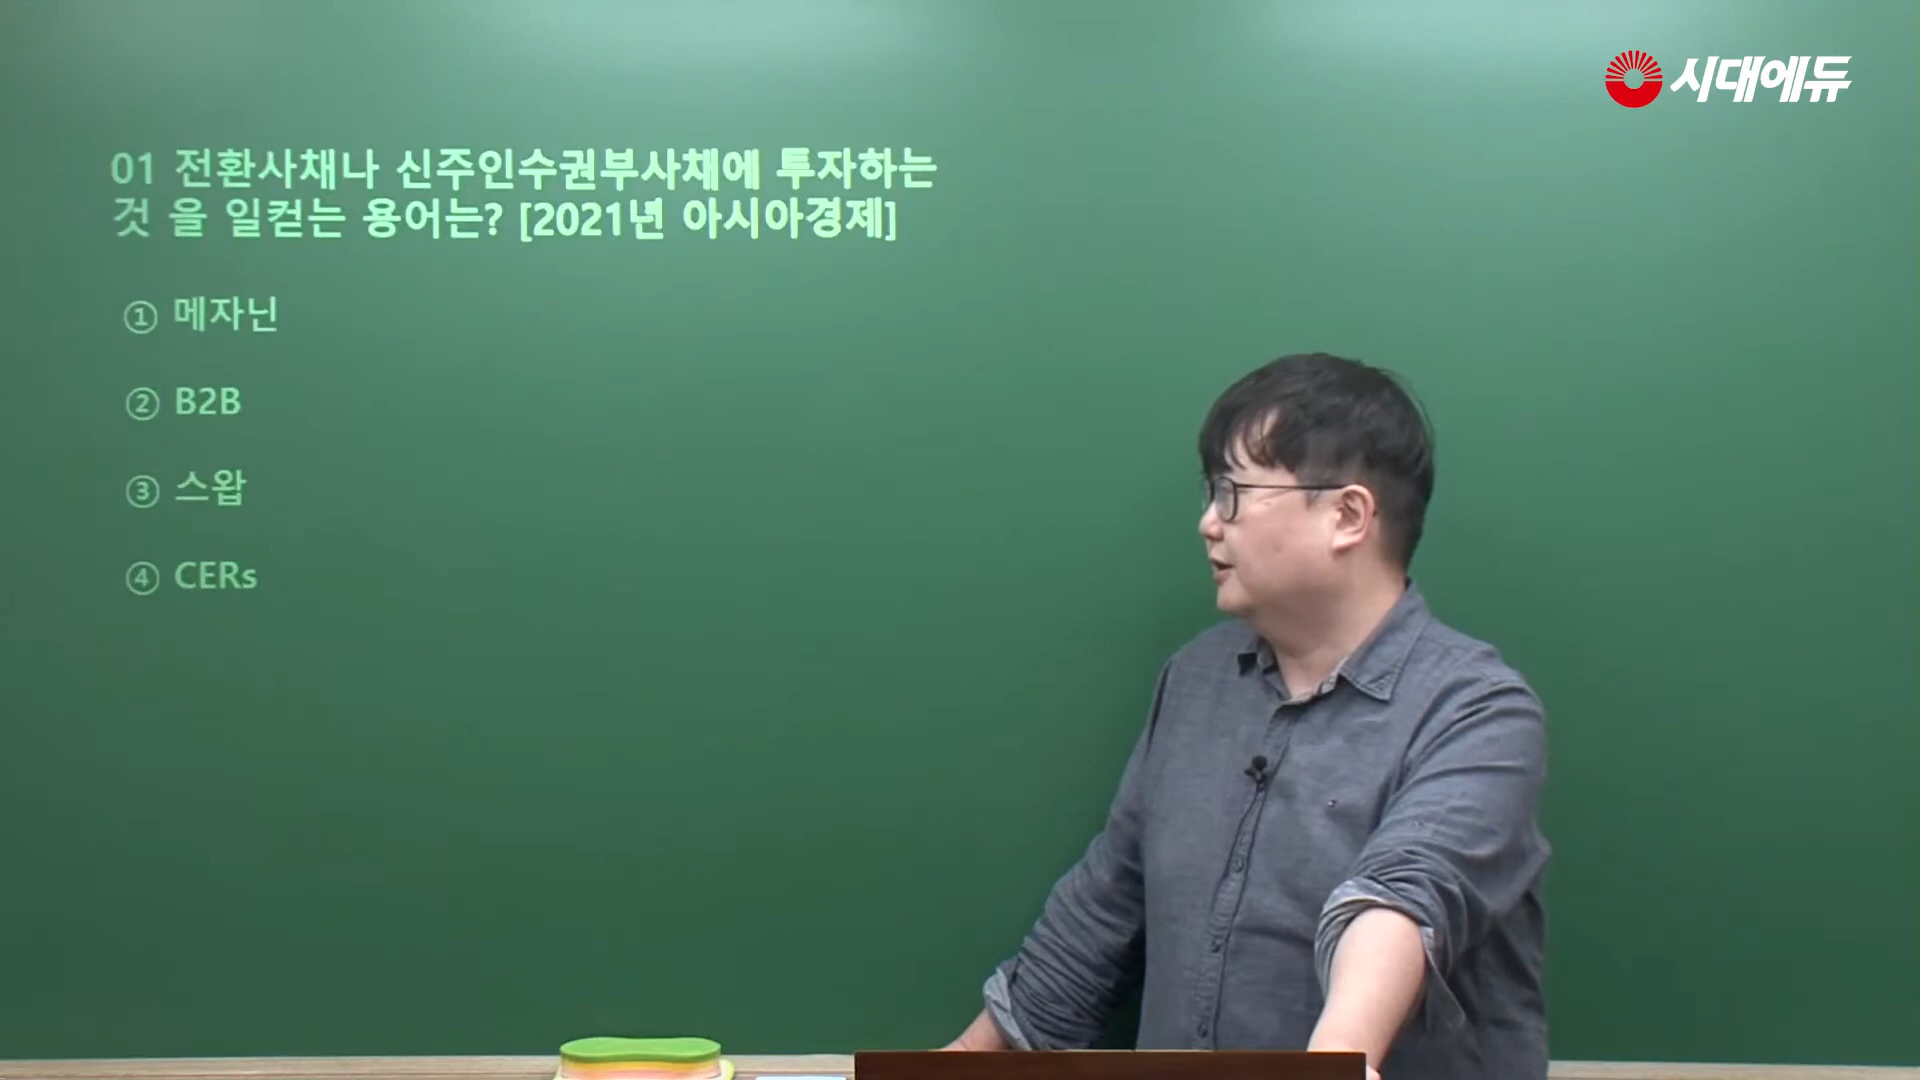 시대에듀
01 전환사채나 신주인수권부사채에 투자하는
것 을 일컫는 용어는? [2021년 아시아경제]
① 메자닌
② B2B
③ 스왑
④ CERs